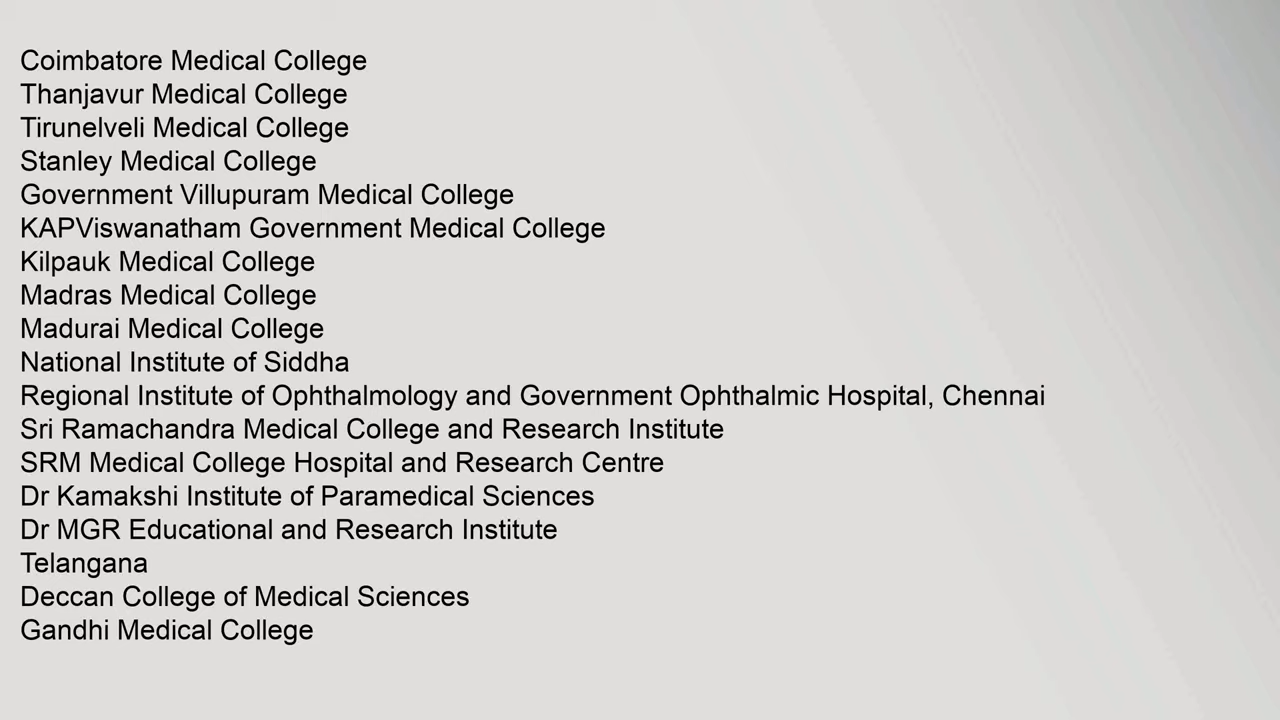 Coimbatore Medical College
Thanjavur Medical College
Tirunelveli Medical College
Stanley Medical College
Government Villupuram Medical College
KAPViswanatham Government Medical College
Kilpauk Medical College
Madras Medical College
Madurai Medical College
National Institute of Siddha
Regional Institute of Ophthalmology and Government Ophthalmic Hospital, Chennai
Sri Ramachandra Medical College and Research Institute
SRM Medical College Hospital and Research Centre
Dr Kamakshi Institute of Paramedical Sciences
Dr MGR Educational and Research Institute
Telangana
Deccan College of Medical Sciences
Gandhi Medical College